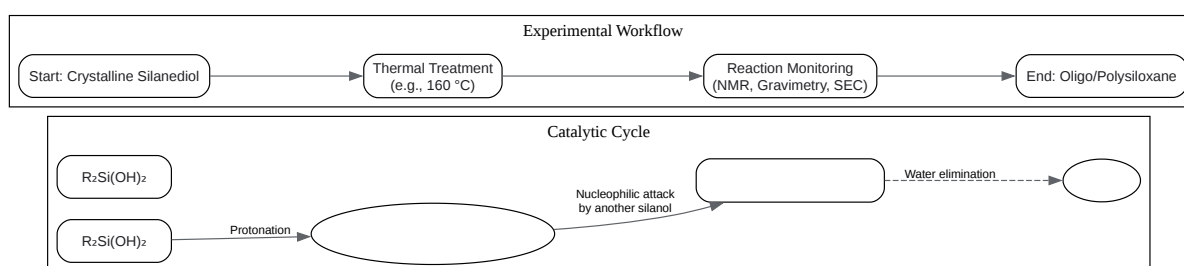 Experimental Workflow
Start: Crystalline Silanediol
Thermal Treatment
(e.g., 160 °C)
Reaction Monitoring
(NMR, Gravimetry, SEC)
End: Oligo/Polysiloxane
Catalytic Cycle
R₂Si(OH)₂
Water elimination
Nucleophilic attack
by another silanol
R₂Si(OH)₂
Protonation